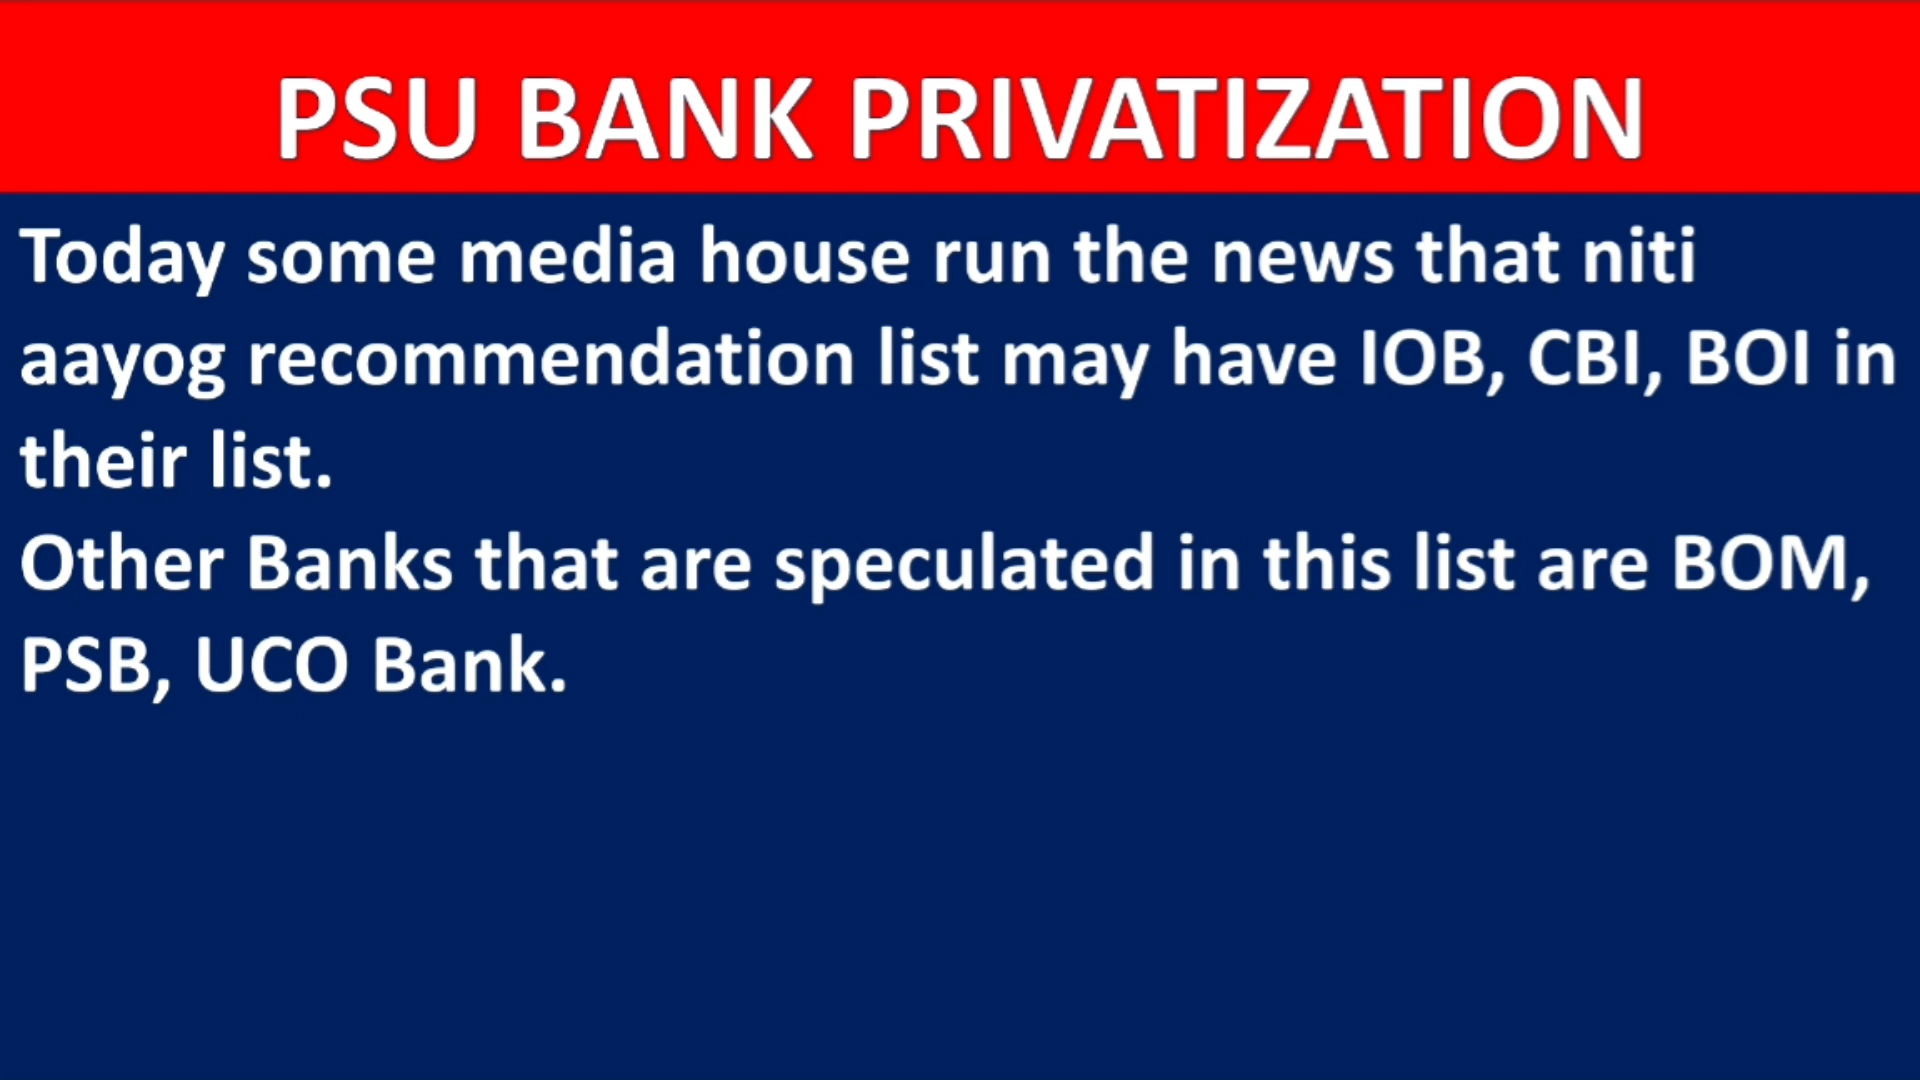 PSU BANK PRIVATIZATION
Today some media house run the news that niti
aayog recommendation list may have IOB, CBI, BOI in
their list.
Other Banks that are speculated in this list are BOM,
PSB, UCO Bank.